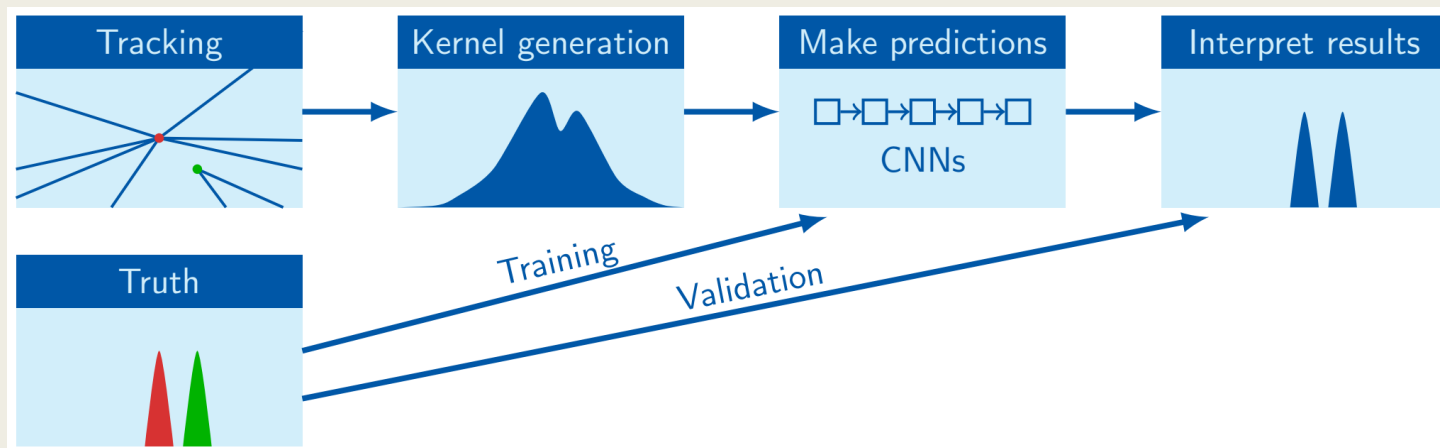 Tracking
Kernel generation
Make predictions
Interpret results
CNNs
Truth
Training
Validation